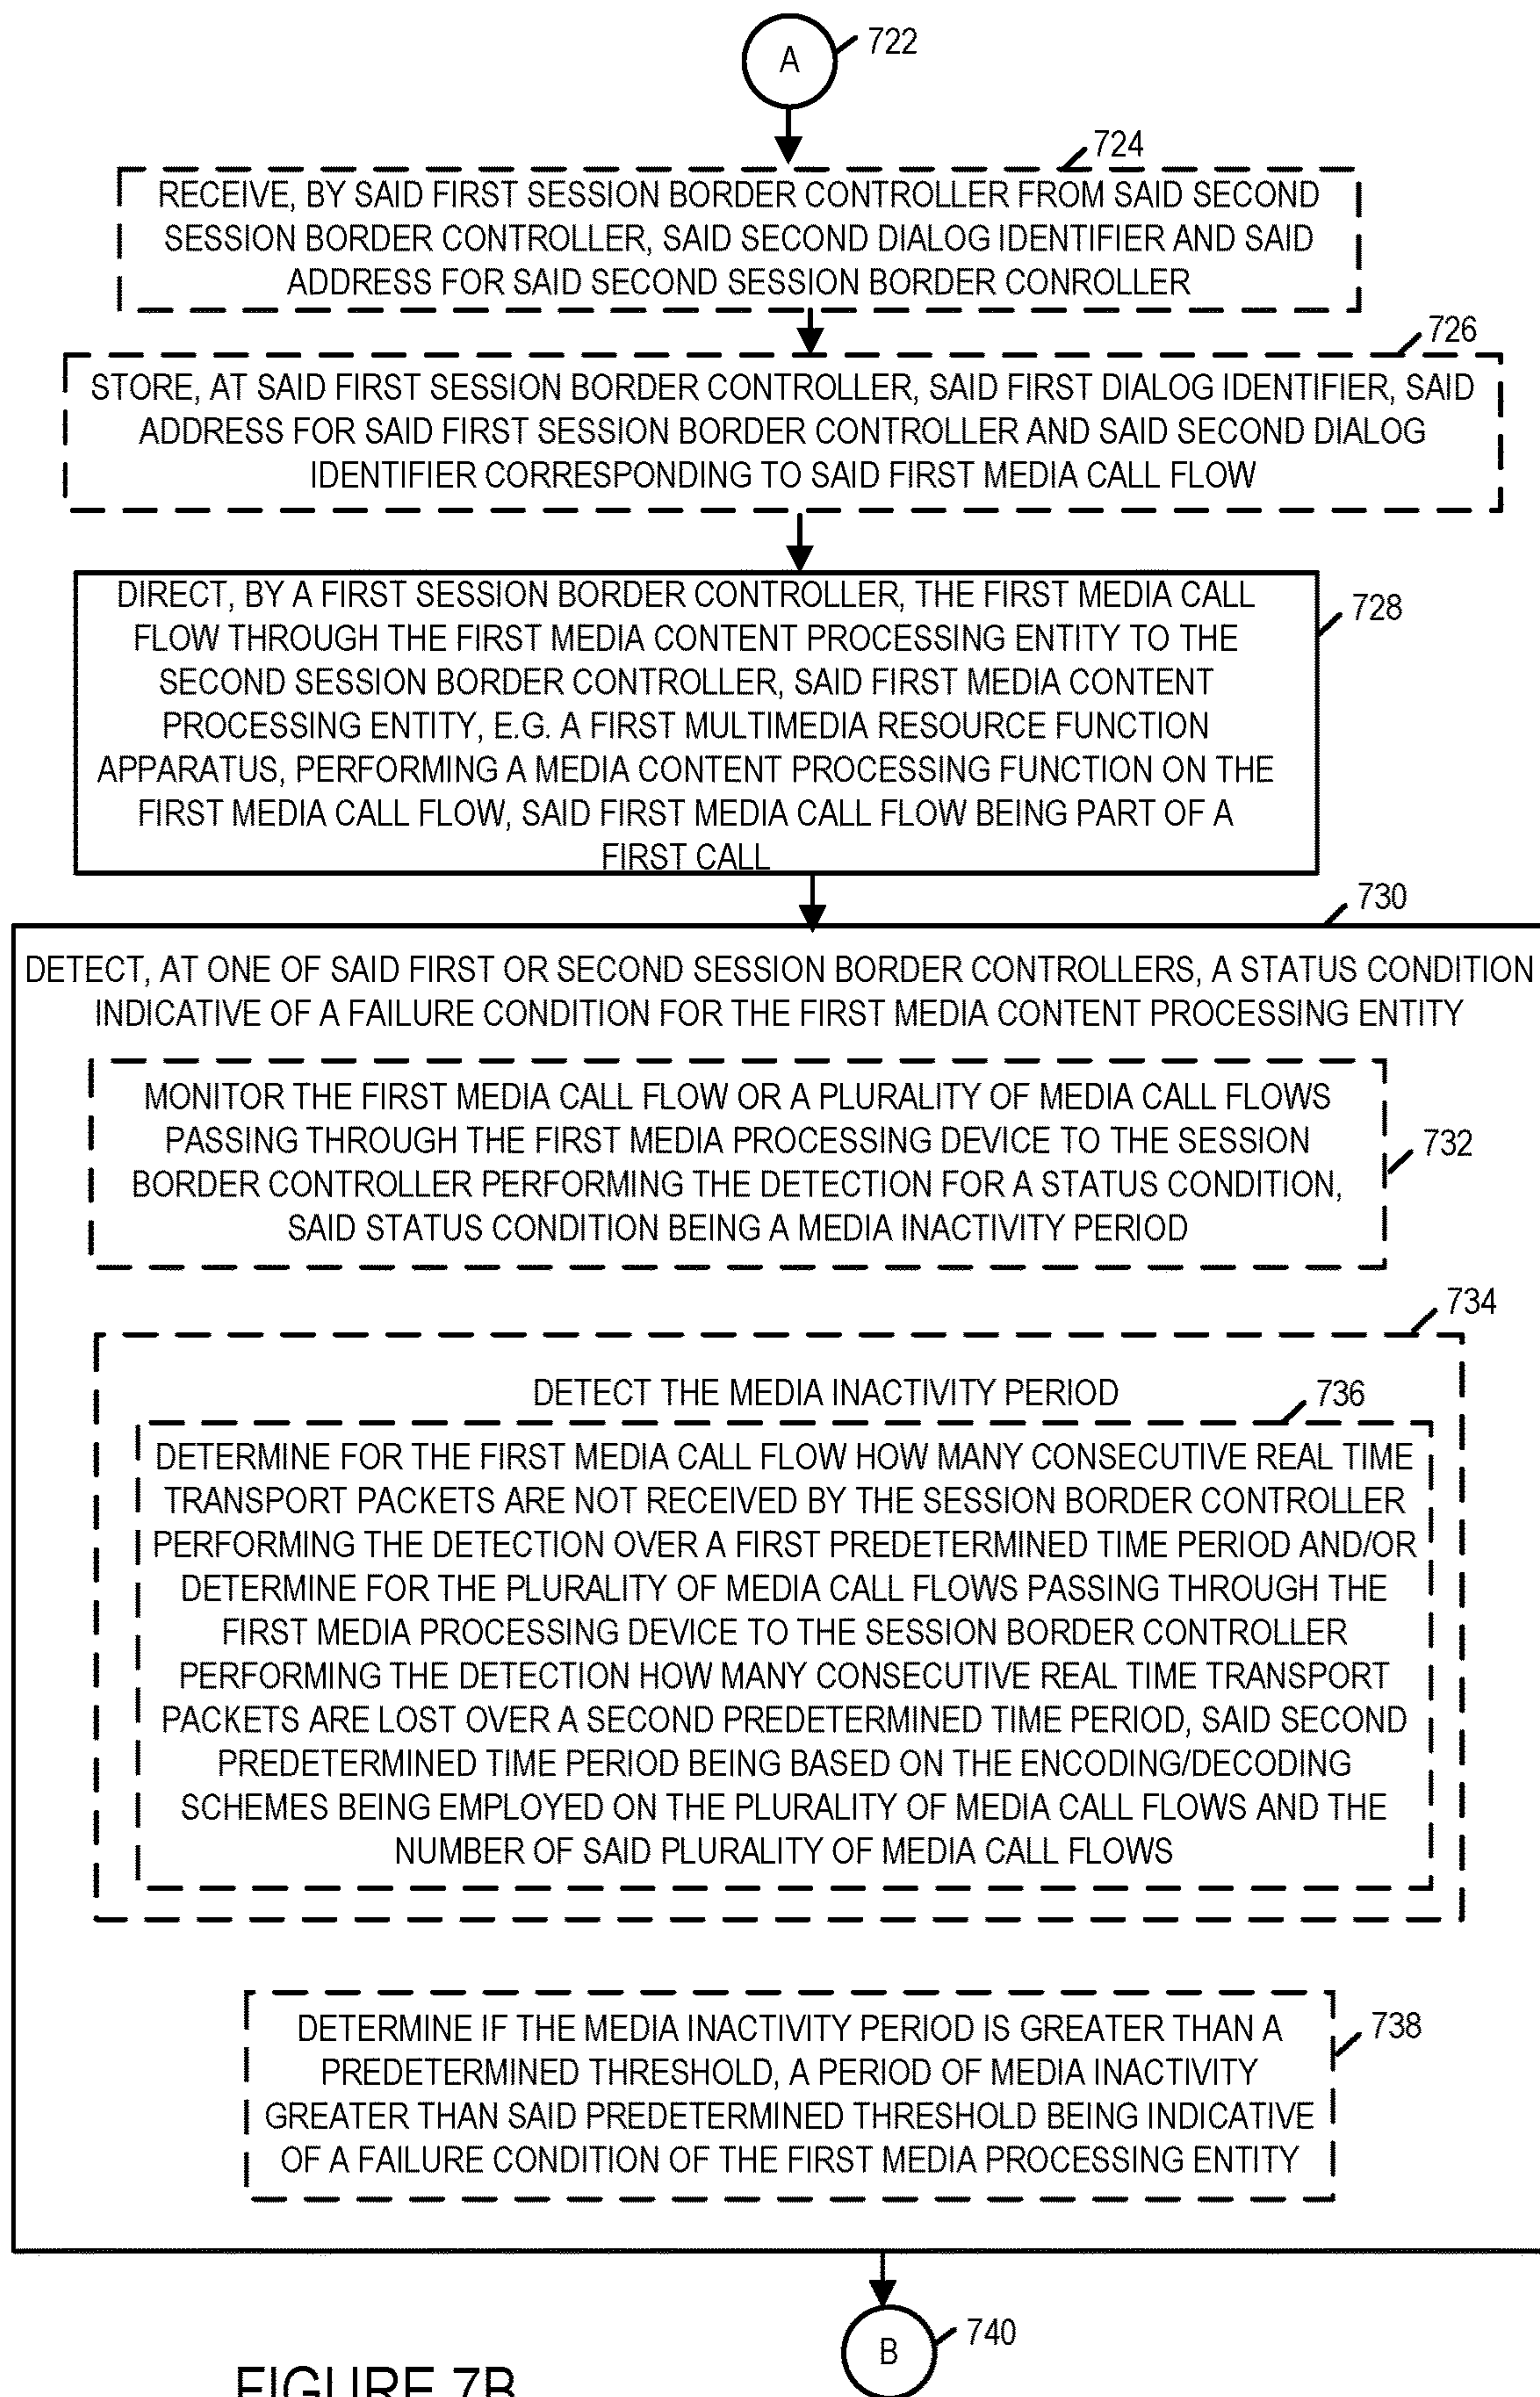 A
722
724
RECEIVE, BY SAID FIRST SESSION BORDER CONTROLLER FROM SAID SECOND
SESSION BORDER CONTROLLER, SAID SECOND DIALOG IDENTIFIER AND SAID
ADDRESS FOR SAID SECOND SESSION BORDER CONROLLER
726
STORE, AT SAID FIRST SESSION BORDER CONTROLLER, SAID FIRST DIALOG IDENTIFIER, SAID
ADDRESS FOR SAID FIRST SESSION BORDER CONTROLLER AND SAID SECOND DIALOG
IDENTIFIER CORRESPONDING TO SAID FIRST MEDIA CALL FLOW
DIRECT, BY A FIRST SESSION BORDER CONTROLLER, THE FIRST MEDIA CALL
FLOW THROUGH THE FIRST MEDIA CONTENT PROCESSING ENTITY TO THE
SECOND SESSION BORDER CONTROLLER, SAID FIRST MEDIA CONTENT
PROCESSING ENTITY, E.G. A FIRST MULTIMEDIA RESOURCE FUNCTION
APPARATUS, PERFORMING A MEDIA CONTENT PROCESSING FUNCTION ON THE
FIRST MEDIA CALL FLOW, SAID FIRST MEDIA CALL FLOW BEING PART OF A
FIRST CALL
728
730
DETECT, AT ONE OF SAID FIRST OR SECOND SESSION BORDER CONTROLLERS, A STATUS CONDITION
INDICATIVE OF A FAILURE CONDITION FOR THE FIRST MEDIA CONTENT PROCESSING ENTITY
MONITOR THE FIRST MEDIA CALL FLOW OR A PLURALITY OF MEDIA CALL FLOWS
PASSING THROUGH THE FIRST MEDIA PROCESSING DEVICE TO THE SESSION
BORDER CONTROLLER PERFORMING THE DETECTION FOR A STATUS CONDITION,
SAID STATUS CONDITION BEING A MEDIA INACTIVITY PERIOD
732
734
DETECT THE MEDIA INACTIVITY PERIOD
736
DETERMINE FOR THE FIRST MEDIA CALL FLOW HOW MANY CONSECUTIVE REAL TIME
TRANSPORT PACKETS ARE NOT RECEIVED BY THE SESSION BORDER CONTROLLER
PERFORMING THE DETECTION OVER A FIRST PREDETERMINED TIME PERIOD AND/OR
DETERMINE FOR THE PLURALITY OF MEDIA CALL FLOWS PASSING THROUGH THE
FIRST MEDIA PROCESSING DEVICE TO THE SESSION BORDER CONTROLLER
PERFORMING THE DETECTION HOW MANY CONSECUTIVE REAL TIME TRANSPORT
PACKETS ARE LOST OVER A SECOND PREDETERMINED TIME PERIOD, SAID SECOND
PREDETERMINED TIME PERIOD BEING BASED ON THE ENCODING/DECODING
SCHEMES BEING EMPLOYED ON THE PLURALITY OF MEDIA CALL FLOWS AND THE
NUMBER OF SAID PLURALITY OF MEDIA CALL FLOWS
DETERMINE IF THE MEDIA INACTIVITY PERIOD IS GREATER THAN A
PREDETERMINED THRESHOLD, A PERIOD OF MEDIA INACTIVITY
GREATER THAN SAID PREDETERMINED THRESHOLD BEING INDICATIVE
OF A FAILURE CONDITION OF THE FIRST MEDIA PROCESSING ENTITY
738
B
740
FIGURE 7B